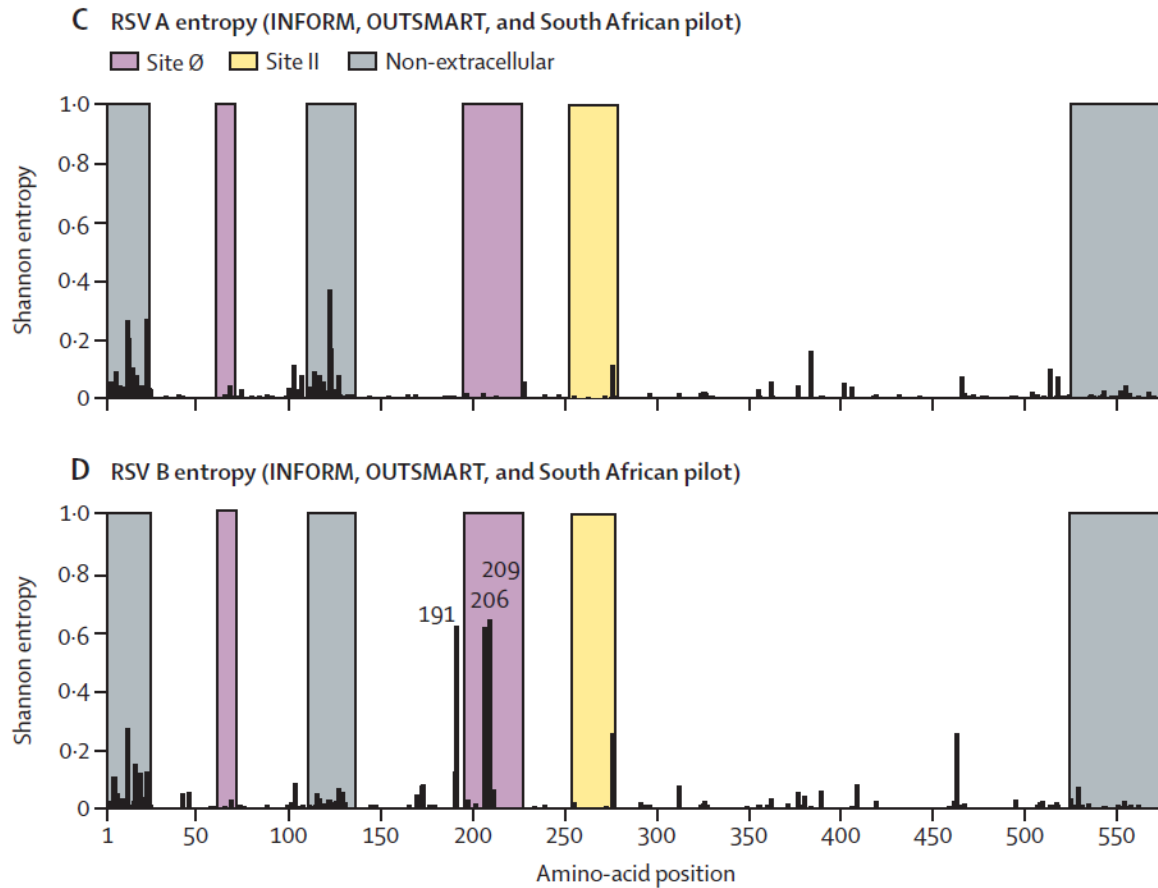 C RSV A entropy (INFORM, OUTSMART, and South African pilot)
Site Ø Site II Non-extracellular
Shannon entropy
1·0
0·8
0·6
0·4
0·2
0
D RSV B entropy (INFORM, OUTSMART, and South African pilot)
Shannon entropy
1·0
0·8
0·6
0·4
0·2
0
209
206
191
1 50 100 150 200 250 300 350 400 450 500 550
Amino-acid position